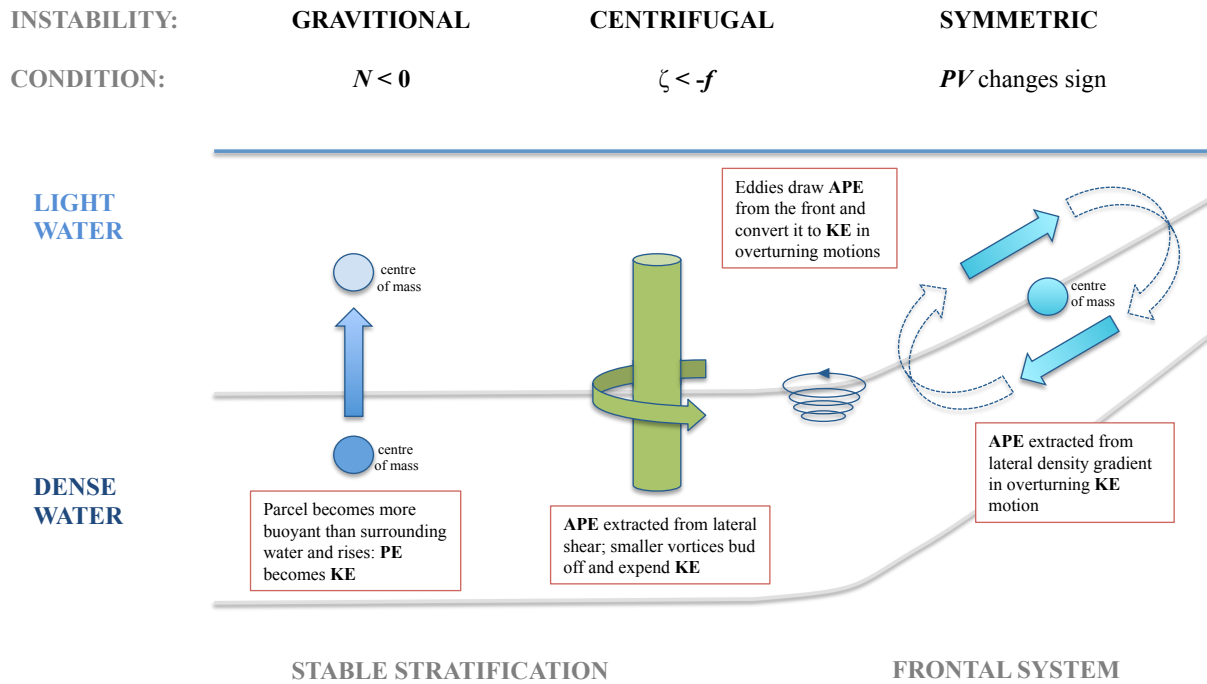 INSTABILITY: GRAVITIONAL CENTRIFUGAL SYMMETRIC
CONDITION: N < 0 ζ < -f PV changes sign
LIGHT
WATER
Eddies draw APE
from the front and
convert it to KE in
overturning motions
centre
of mass
centre
of mass
centre
of mass
DENSE
WATER
Parcel becomes more
buoyant than surrounding
water and rises: PE
becomes KE
APE extracted from lateral
shear; smaller vortices bud
off and expend KE
APE extracted from
lateral density gradient
in overturning KE
motion
STABLE STRATIFICATION FRONTAL SYSTEM